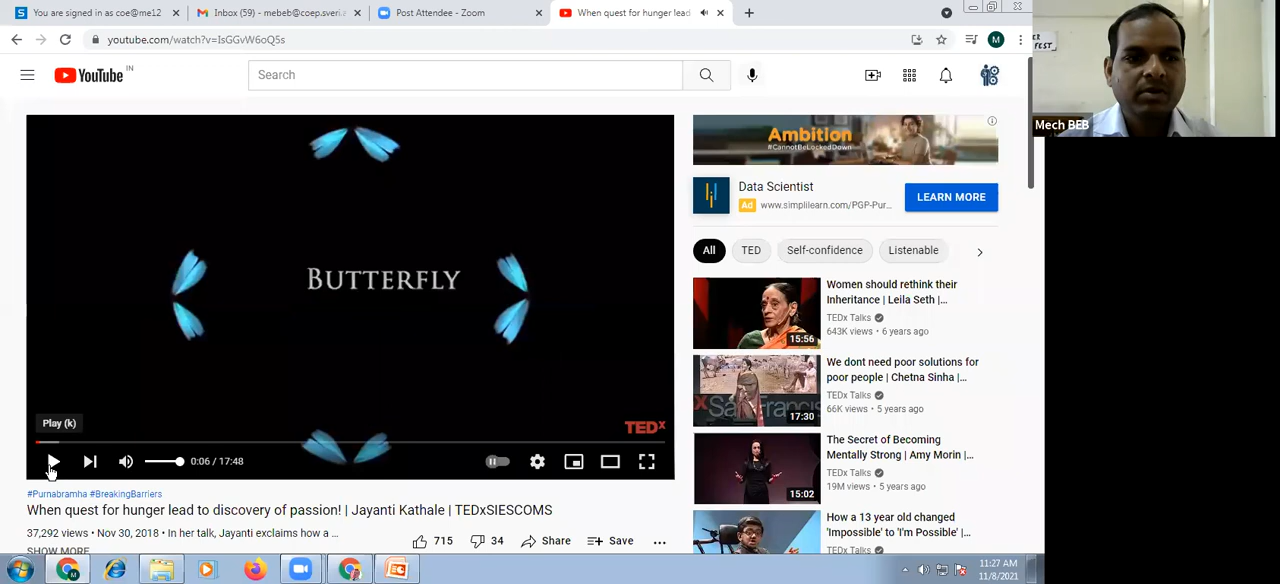 You are signed in as coe@me12
Inbox (59) - mebeb@coep.sveri.a
Post Attendee - Zoom
When quest for hunger lead
youtube.com/watch?v=IsGGvW6oQ5s
M
YouTube IN
Search
Ambition
#CannotBeLockedDown
Data Scientist
Ad www.simplilearn.com/PGP-Pur...
LEARN MORE
All
TED
Self-confidence
Listenable
BUTTERFLY
TEDx
Play (k)
0:06 / 17:48
#Purnabramha #BreakingBarriers
When quest for hunger lead to discovery of passion! | Jayanti Kathale | TEDxSIESCOMS
37,292 views • Nov 30, 2018 • In her talk, Jayanti exclaims how a ...
SHOW MORE
715
34
Share
Save
Women should rethink their
Inheritance | Leila Seth |...
TEDx Talks
643K views • 6 years ago
15:56
We dont need poor solutions for
poor people | Chetna Sinha |...
TEDx Talks
66K views • 5 years ago
17:30
The Secret of Becoming
Mentally Strong | Amy Morin |...
TEDx Talks
19M views • 5 years ago
15:02
How a 13 year old changed
'Impossible' to 'I'm Possible' |...
TEDx Talks
Mech BEB
11:27 AM
11/8/2021